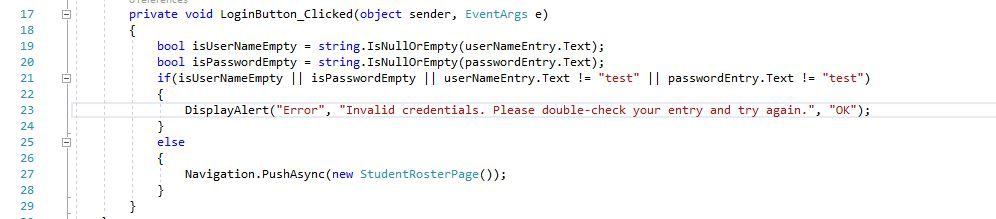 0 references
17 private void LoginButton_Clicked(object sender, EventArgs e)
18 {
19 bool isUserNameEmpty = string.IsNullOrEmpty(userNameEntry.Text);
20 bool isPasswordEmpty = string.IsNullOrEmpty(passwordEntry.Text);
21 if(isUserNameEmpty || isPasswordEmpty || userNameEntry.Text != "test" || passwordEntry.Text != "test")
22 {
23 DisplayAlert("Error", "Invalid credentials. Please double-check your entry and try again.", "OK");
24 }
25 else
26 {
27 Navigation.PushAsync(new StudentRosterPage());
28 }
29 }